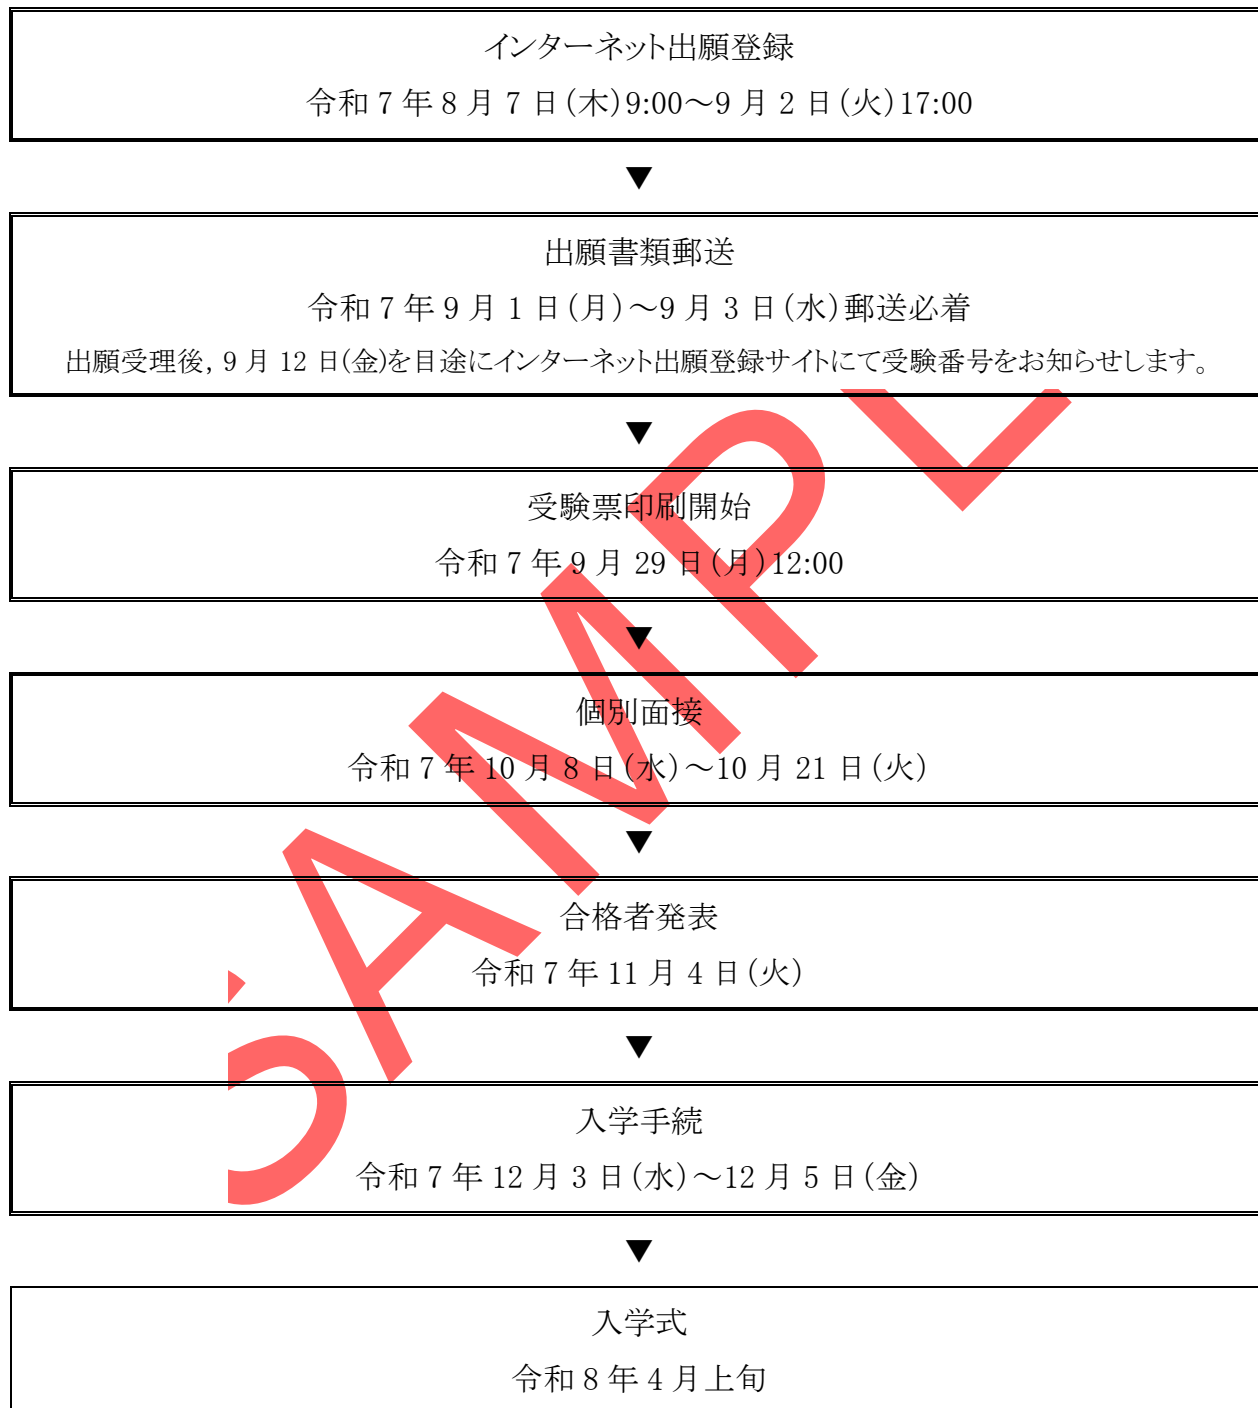 インターネット出願登録
令和 7 年 8 月 7 日(木)9:00～9 月 2 日(火)17:00
▼
出願書類郵送
令和 7 年 9 月 1 日(月)～9 月 3 日(水)郵送必着
出願受理後, 9 月 12 日(金)を目途にインターネット出願登録サイトにて受験番号をお知らせします。
▼
受験票印刷開始
令和 7 年 9 月 29 日(月)12:00
▼
個別面接
令和 7 年 10 月 8 日(水)～10 月 21 日(火)
▼
合格者発表
令和 7 年 11 月 4 日(火)
▼
入学手続
令和 7 年 12 月 3 日(水)～12 月 5 日(金)
▼
入学式
令和 8 年 4 月上旬
SAMPL